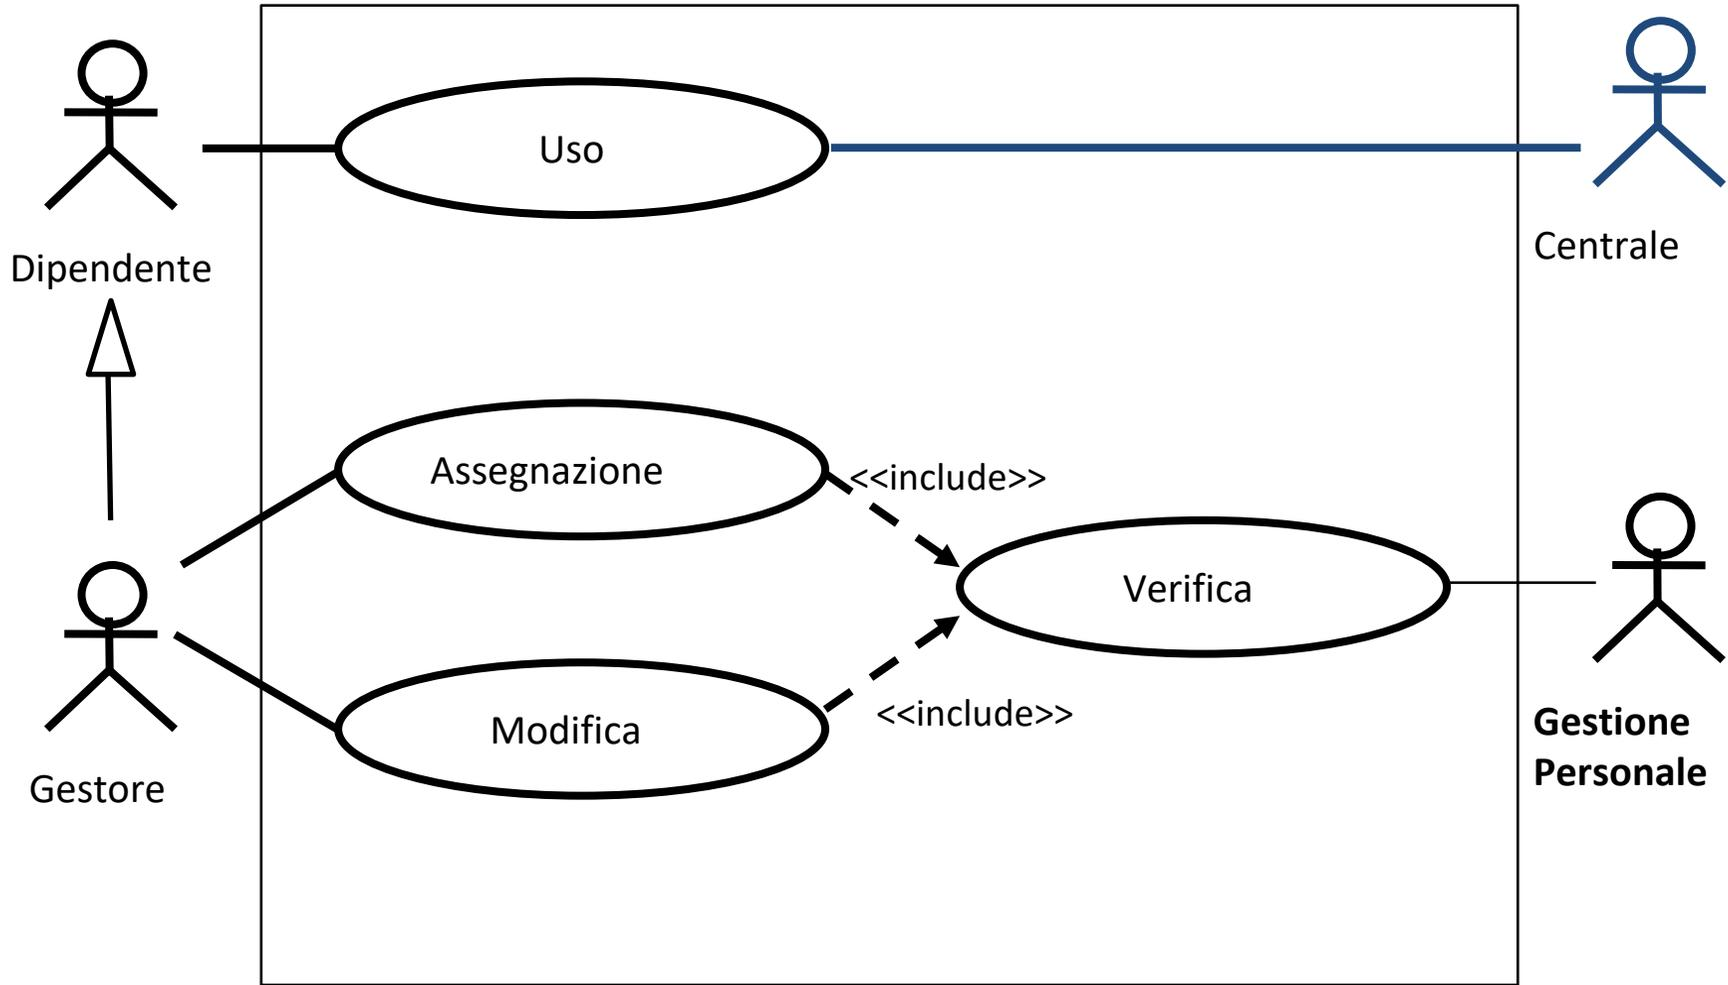 Uso
Centrale
Dipendente
Assegnazione
<<include>>
Verifica
<<include>>
Modifica
Gestione
Personale
Gestore